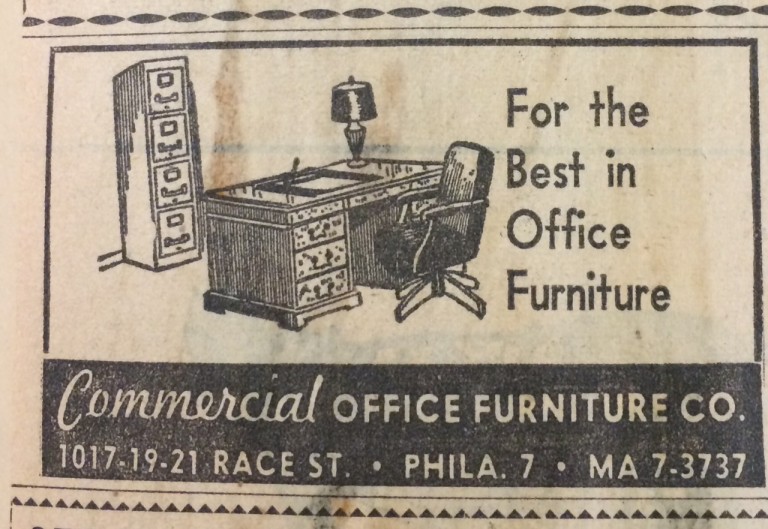 For the
Best in
Office
Furniture
Commercial OFFICE FURNITURE CO.
1017-19-21 RACE ST. • PHILA. 7 • MA 7-3737